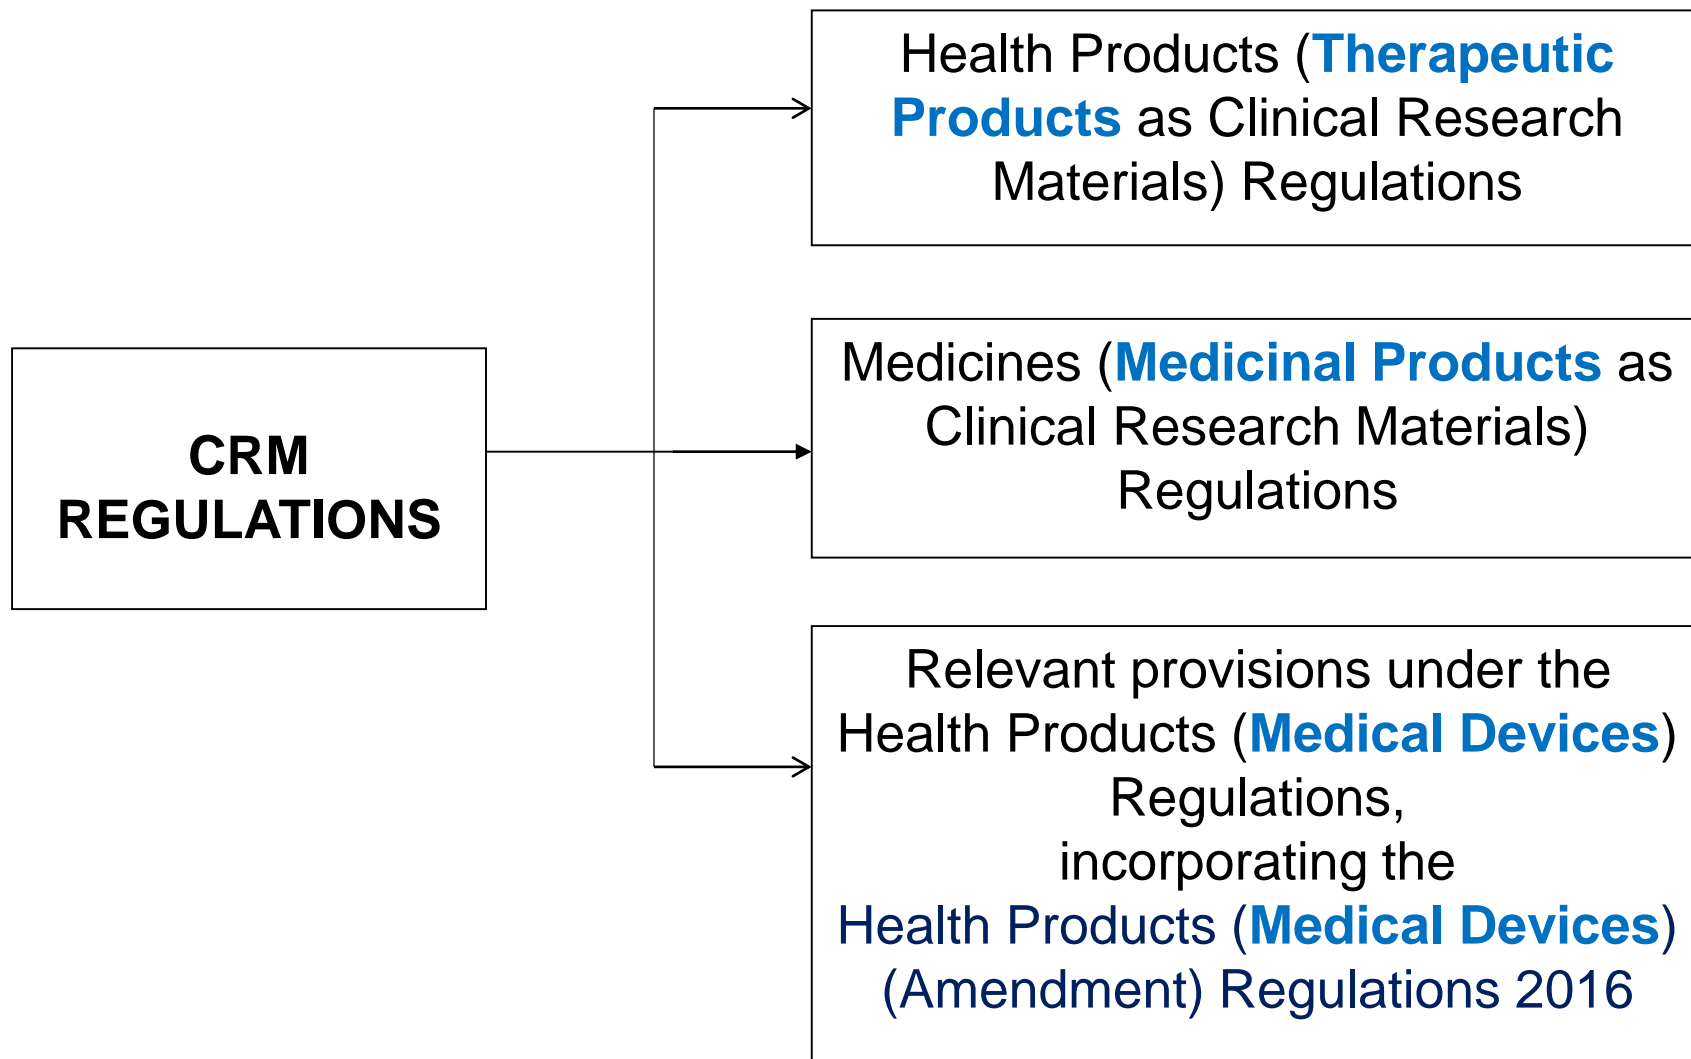 CRM
REGULATIONS
Health Products (Therapeutic
Products as Clinical Research
Materials) Regulations
Medicines (Medicinal Products as
Clinical Research Materials)
Regulations
Relevant provisions under the
Health Products (Medical Devices)
Regulations,
incorporating the
Health Products (Medical Devices)
(Amendment) Regulations 2016